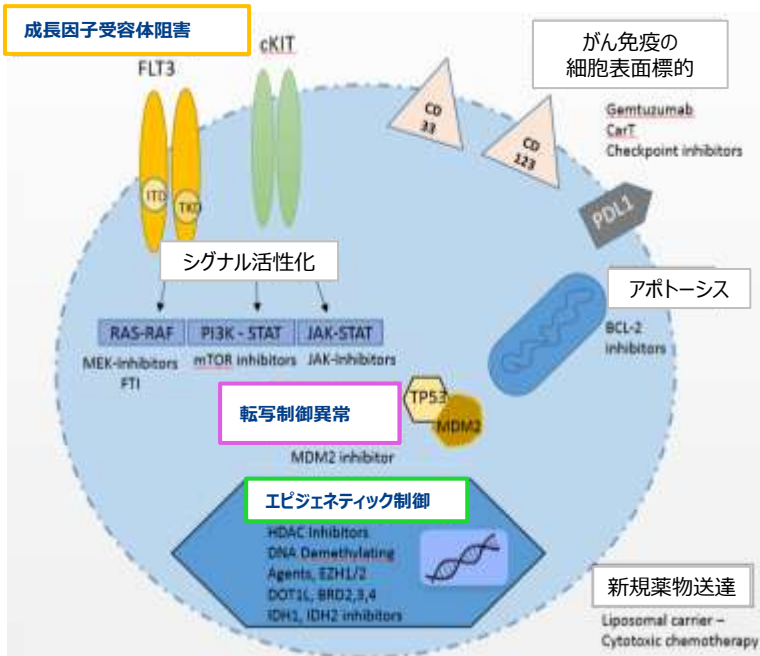 成長因子受容体阻害
FLT3
cKIT
ITD
TKD
CD
33
CD
123
がん免疫の
細胞表面標的
Gemtuzumab
CarT
Checkpoint inhibitors
PDL1
シグナル活性化
RAS-RAF
PI3K - STAT
JAK-STAT
MEK-Inhibitors
FTI
mTOR inhibitors
JAK-Inhibitors
アポトーシス
BCL-2
inhibitors
転写制御異常
TP53
MDM2
MDM2 inhibitor
エピジェネティック制御
HDAC Inhibitors
DNA Demethylating
Agents, EZH1/2
DOT1L, BRD2,3,4
IDH1, IDH2 inhibitors
新規薬物送達
Liposomal carrier –
Cytotoxic chemotherapy